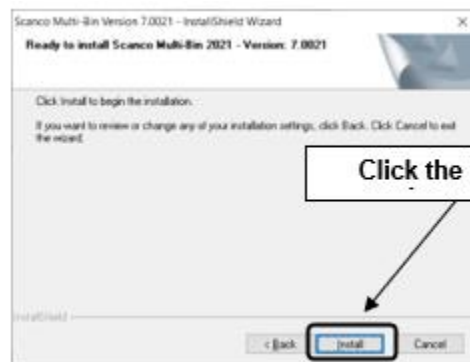 Scanco Multi-Bin Version 7.0021 - InstallShield Wizard
Ready to install Scanco Multi-Bin 2021 - Version: 7.0021
Click Install to begin the installation.
If you want to review or change any of your installation settings, click Back. Click Cancel to exit
the wizard.
Click the
InstallShield
< Back
Install
Cancel